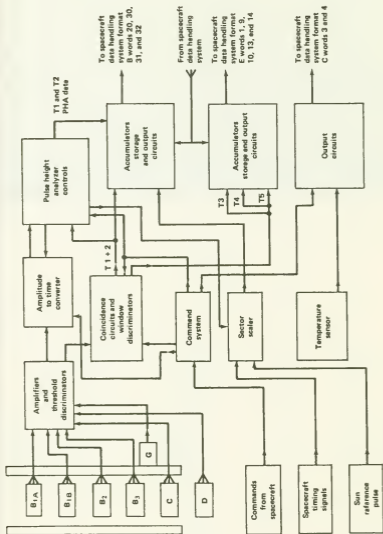 To spacecraft
data handling
system format
B words 20, 30,
31, and 32
From spacecraft
data handling
system
To spacecraft
data handling
system format
E words 1, 9,
10, 13, and 14
To spacecraft
data handling
system format
C words 3 and 4
T1 and T2
PHA data
Pulse height
analyzer
controls
Accumulators
storage
and output
circuits
Accumulators
storage and output
circuits
Output
circuits
T 1 + 2
T3
T4
T5
Amplitude
to time
converter
Coincidence
circuits and
window
discriminators
Command
system
Sector
scaler
Temperature
sensor
Amplifiers
and
threshold
discriminators
B1A
B1B
B2
B3
G
C
D
Commands
from
spacecraft
Spacecraft
timing
signals
Sun
reference
pulse